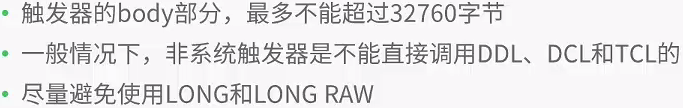 • 触发器的body部分，最多不能超过32760字节
• 一般情况下，非系统触发器是不能直接调用DDL、DCL和TCL的
• 尽量避免使用LONG和LONG RAW